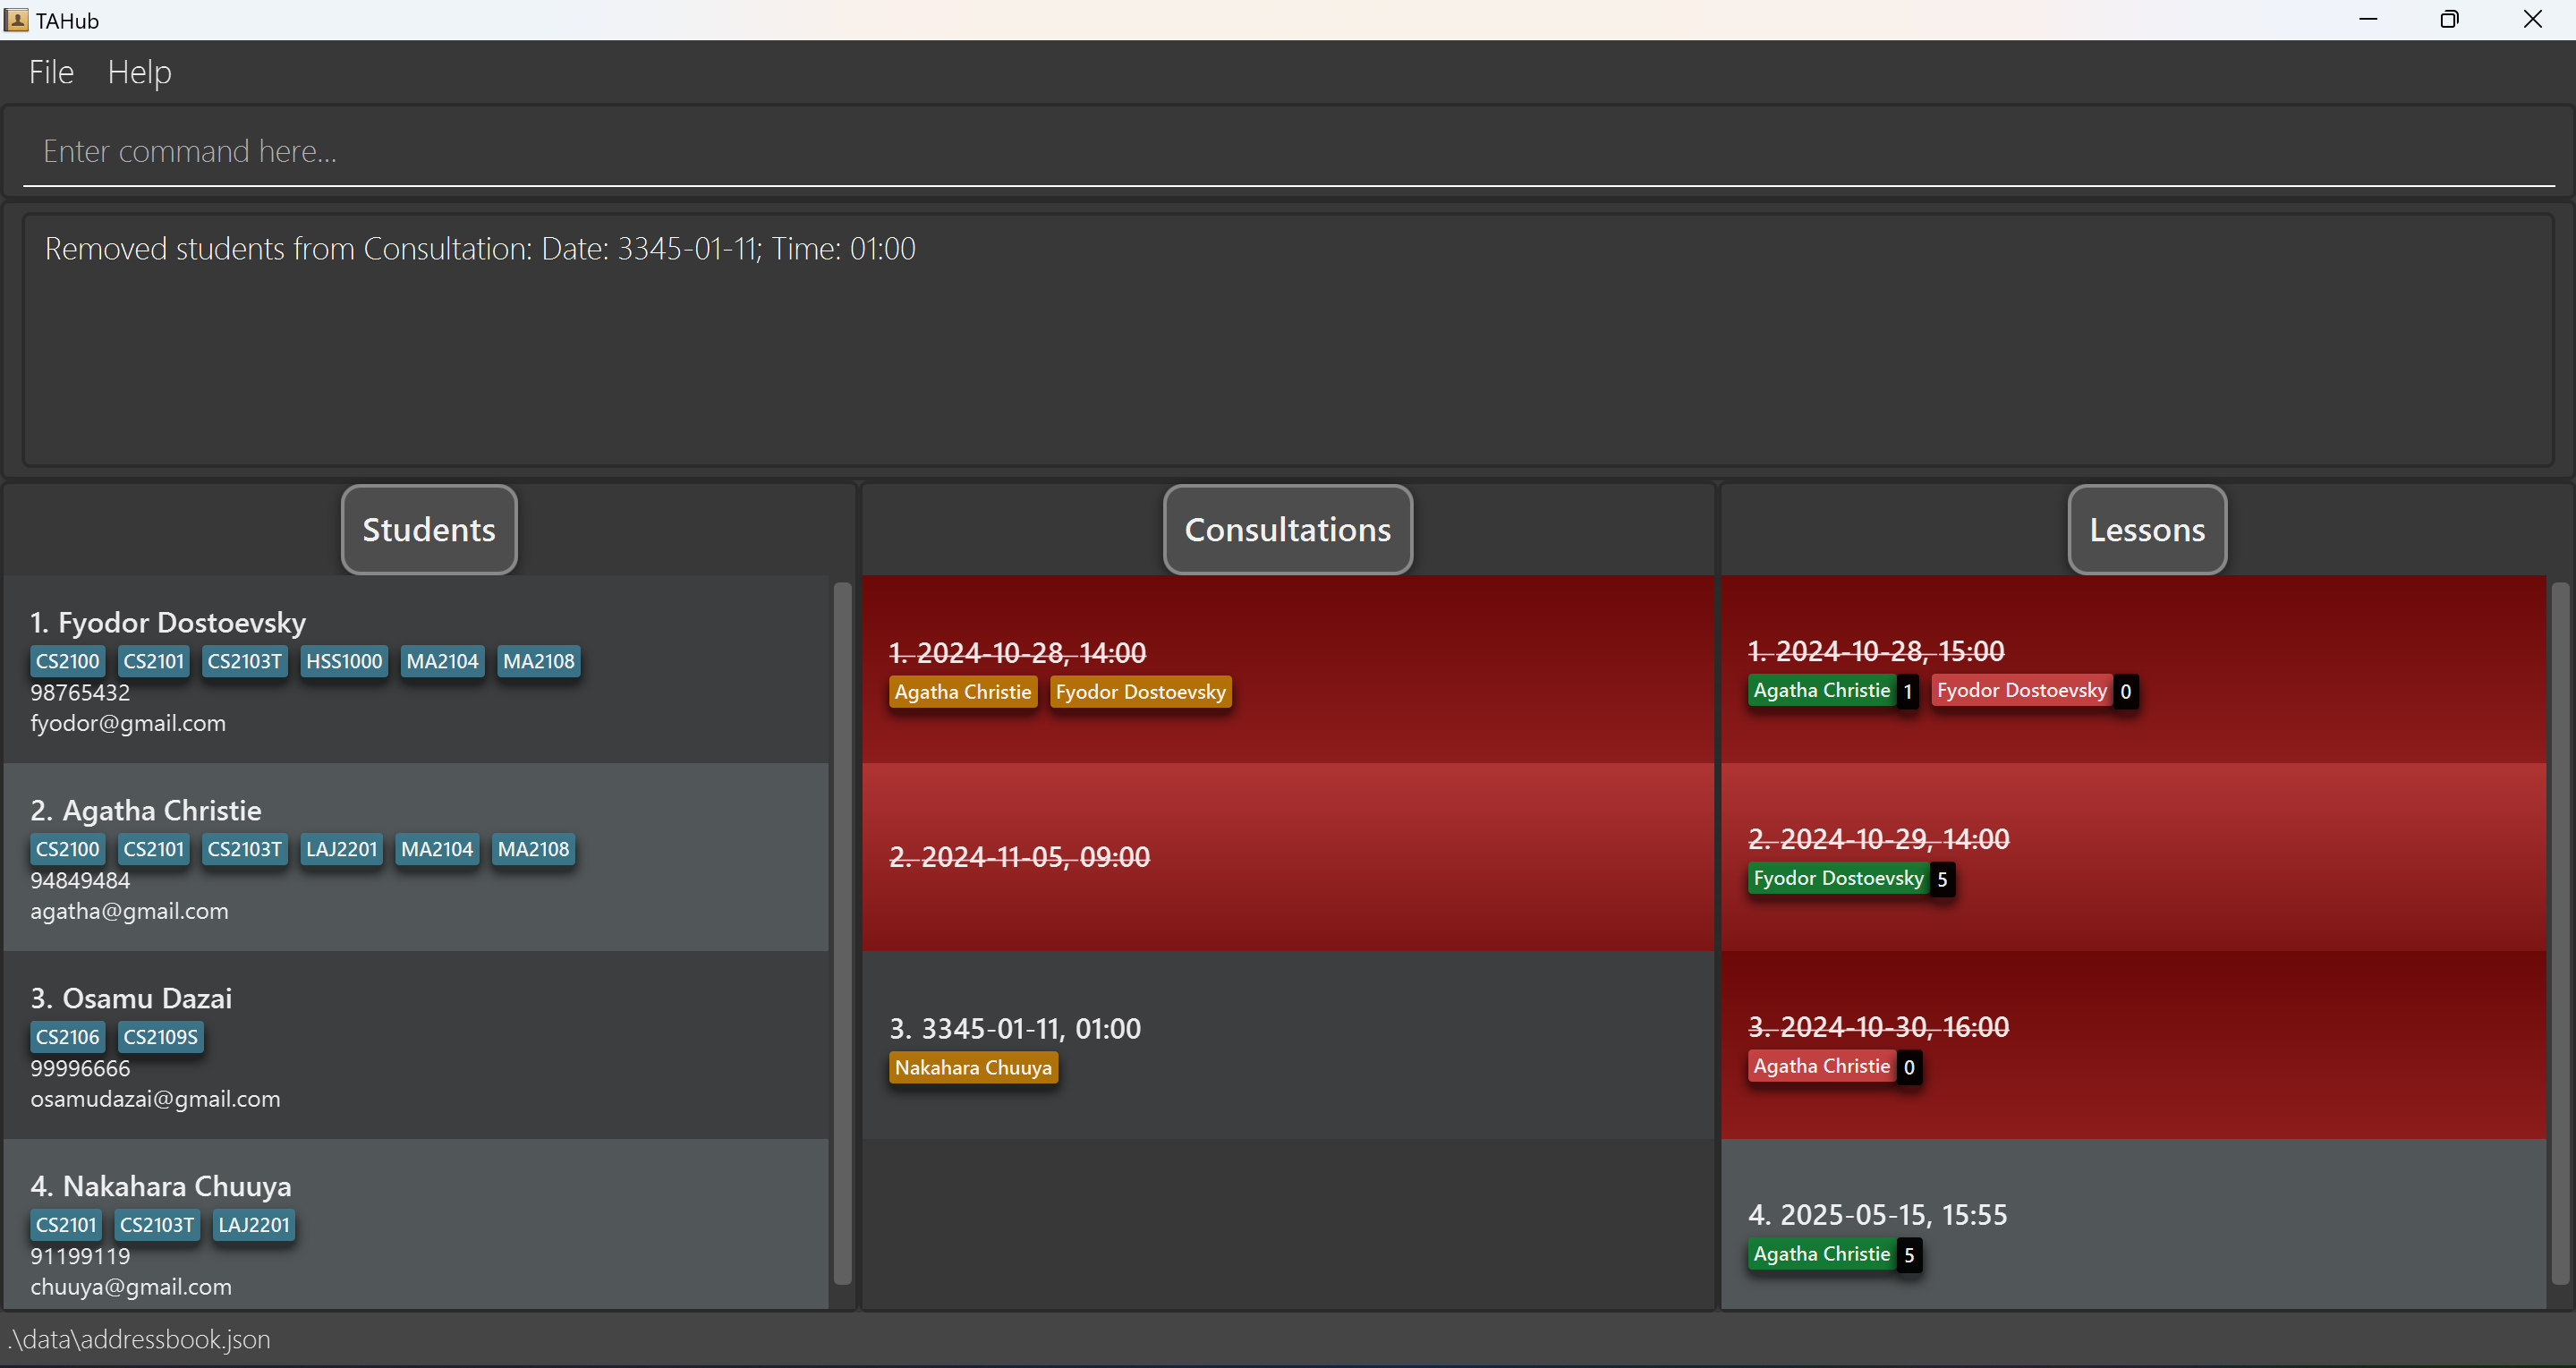 TAHub
File Help
Enter command here...
Removed students from Consultation: Date: 3345-01-11; Time: 01:00
Students
1. Fyodor Dostoevsky
CS2100 CS2101 CS2103T HSS1000 MA2104 MA2108
98765432
fyodor@gmail.com
2. Agatha Christie
CS2100 CS2101 CS2103T LAJ2201 MA2104 MA2108
94849484
agatha@gmail.com
3. Osamu Dazai
CS2106 CS2109S
99996666
osamudazai@gmail.com
4. Nakahara Chuuya
CS2101 CS2103T LAJ2201
91199119
chuuya@gmail.com
Consultations
1. 2024-10-28, 14:00
Agatha Christie Fyodor Dostoevsky
2. 2024-11-05, 09:00
3. 3345-01-11, 01:00
Nakahara Chuuya
Lessons
1. 2024-10-28, 15:00
Agatha Christie 1 Fyodor Dostoevsky 0
2. 2024-10-29, 14:00
Fyodor Dostoevsky 5
3. 2024-10-30, 16:00
Agatha Christie 0
4. 2025-05-15, 15:55
Agatha Christie 5
.\data\addressbook.json